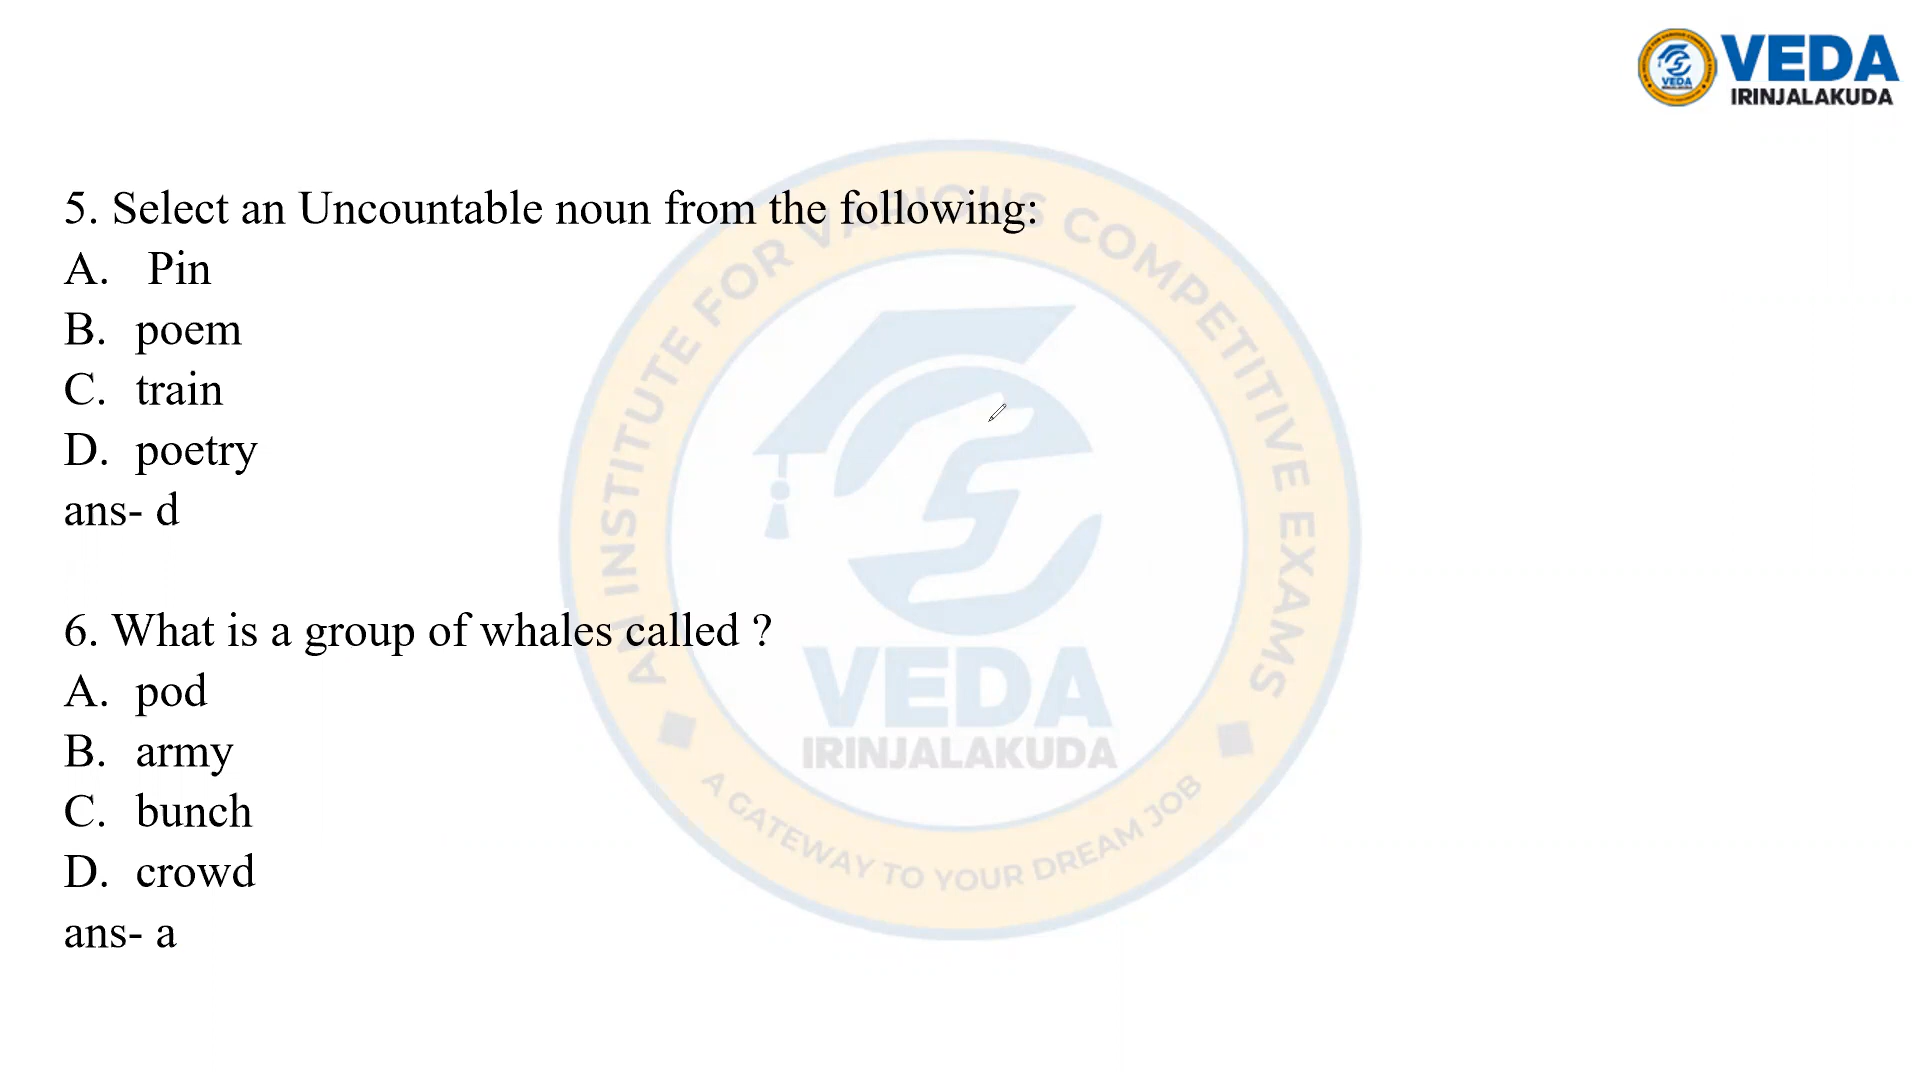 VEDA
IRINJALAKUDA
VEDA
5. Select an Uncountable noun from the following:
A. Pin
B. poem
C. train
D. poetry
ans- d
6. What is a group of whales called ?
A. pod
B. army
C. bunch
D. crowd
ans- a
AN INSTITUTE FOR VARIOUS COMPETITIVE EXAMS
VEDA
IRINJALAKUDA
A GATEWAY TO YOUR DREAM JOB